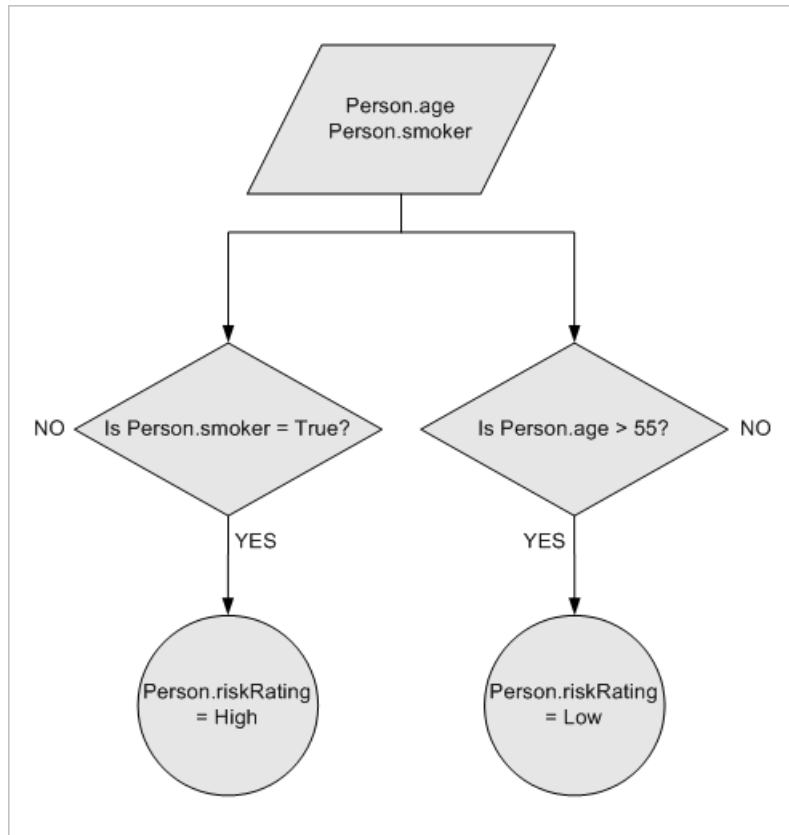 Person.age
Person.smoker
NO
Is Person.smoker = True?
Is Person.age > 55?
NO
YES
YES
Person.riskRating
= High
Person.riskRating
= Low